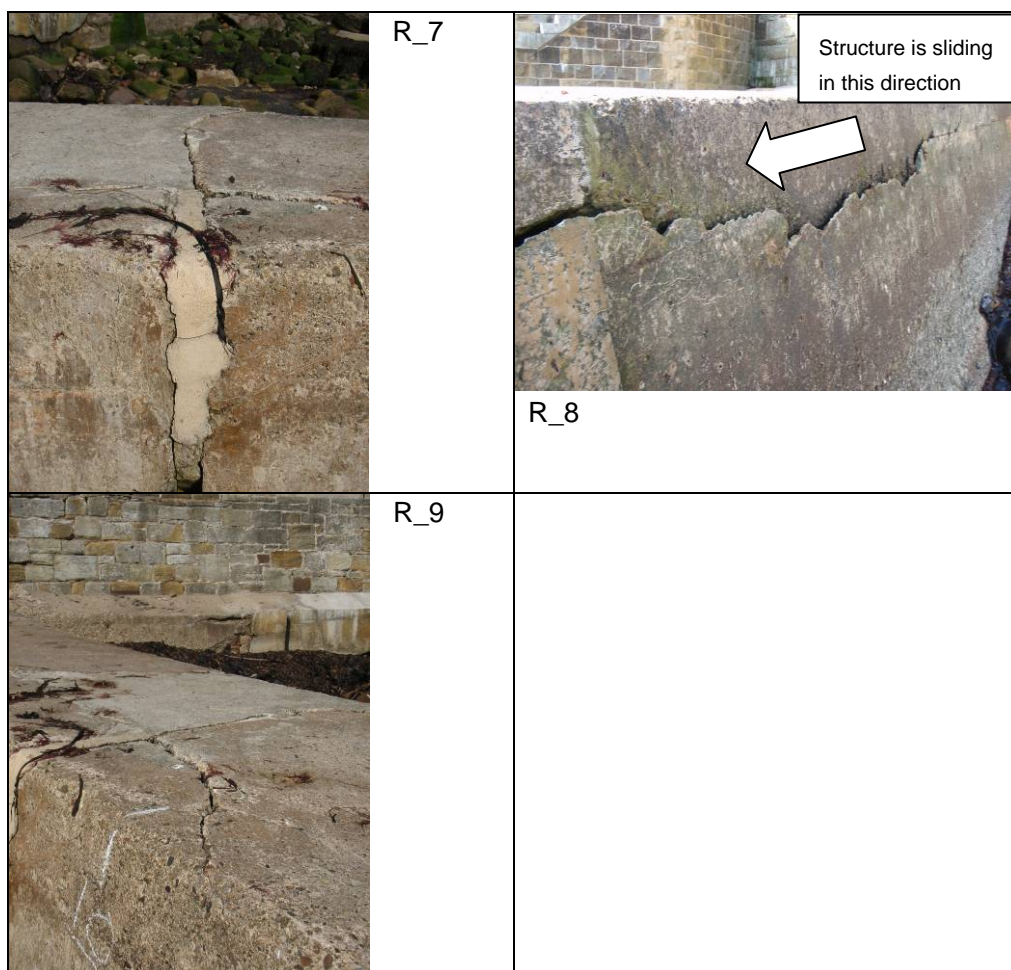 R_7
Structure is sliding
in this direction
R_8
R_9